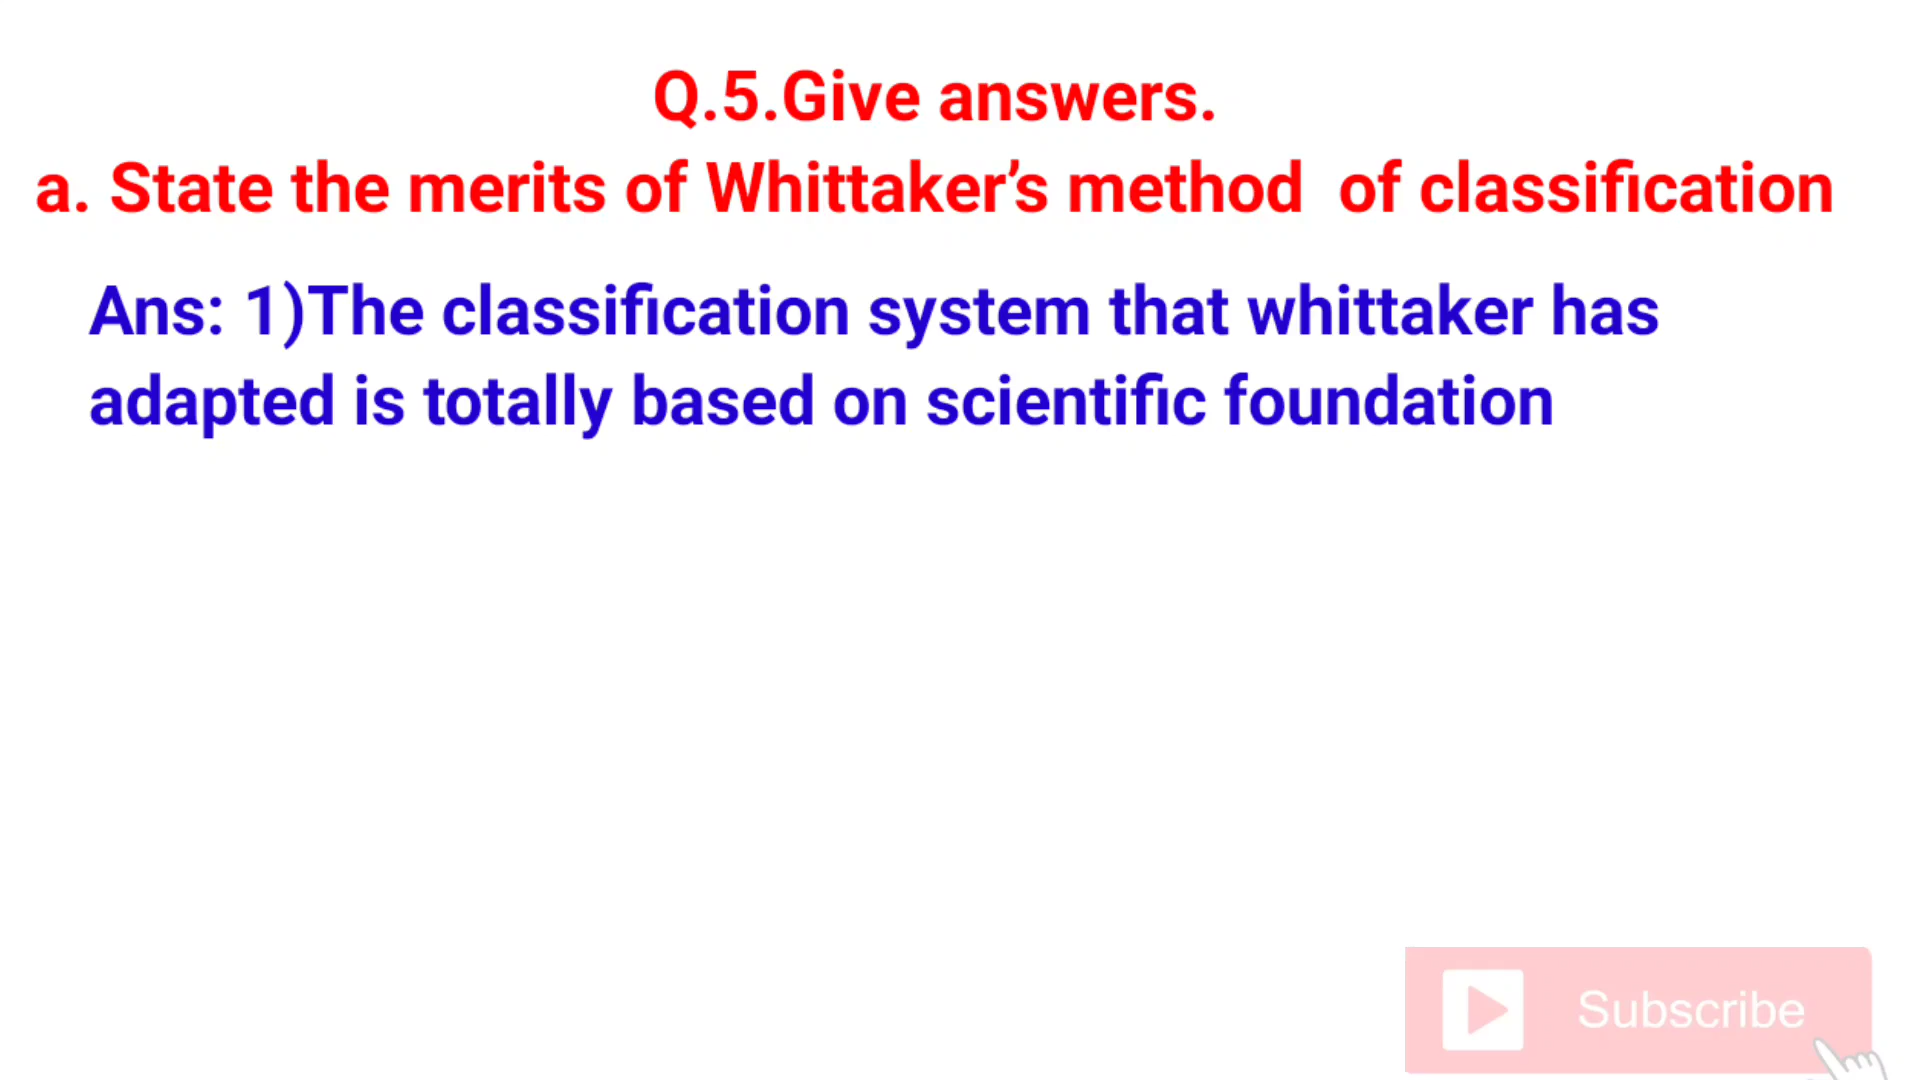 Q.5.Give answers.
a. State the merits of Whittaker’s method  of classification
Ans: 1)The classification system that whittaker has
adapted is totally based on scientific foundation
Subscribe